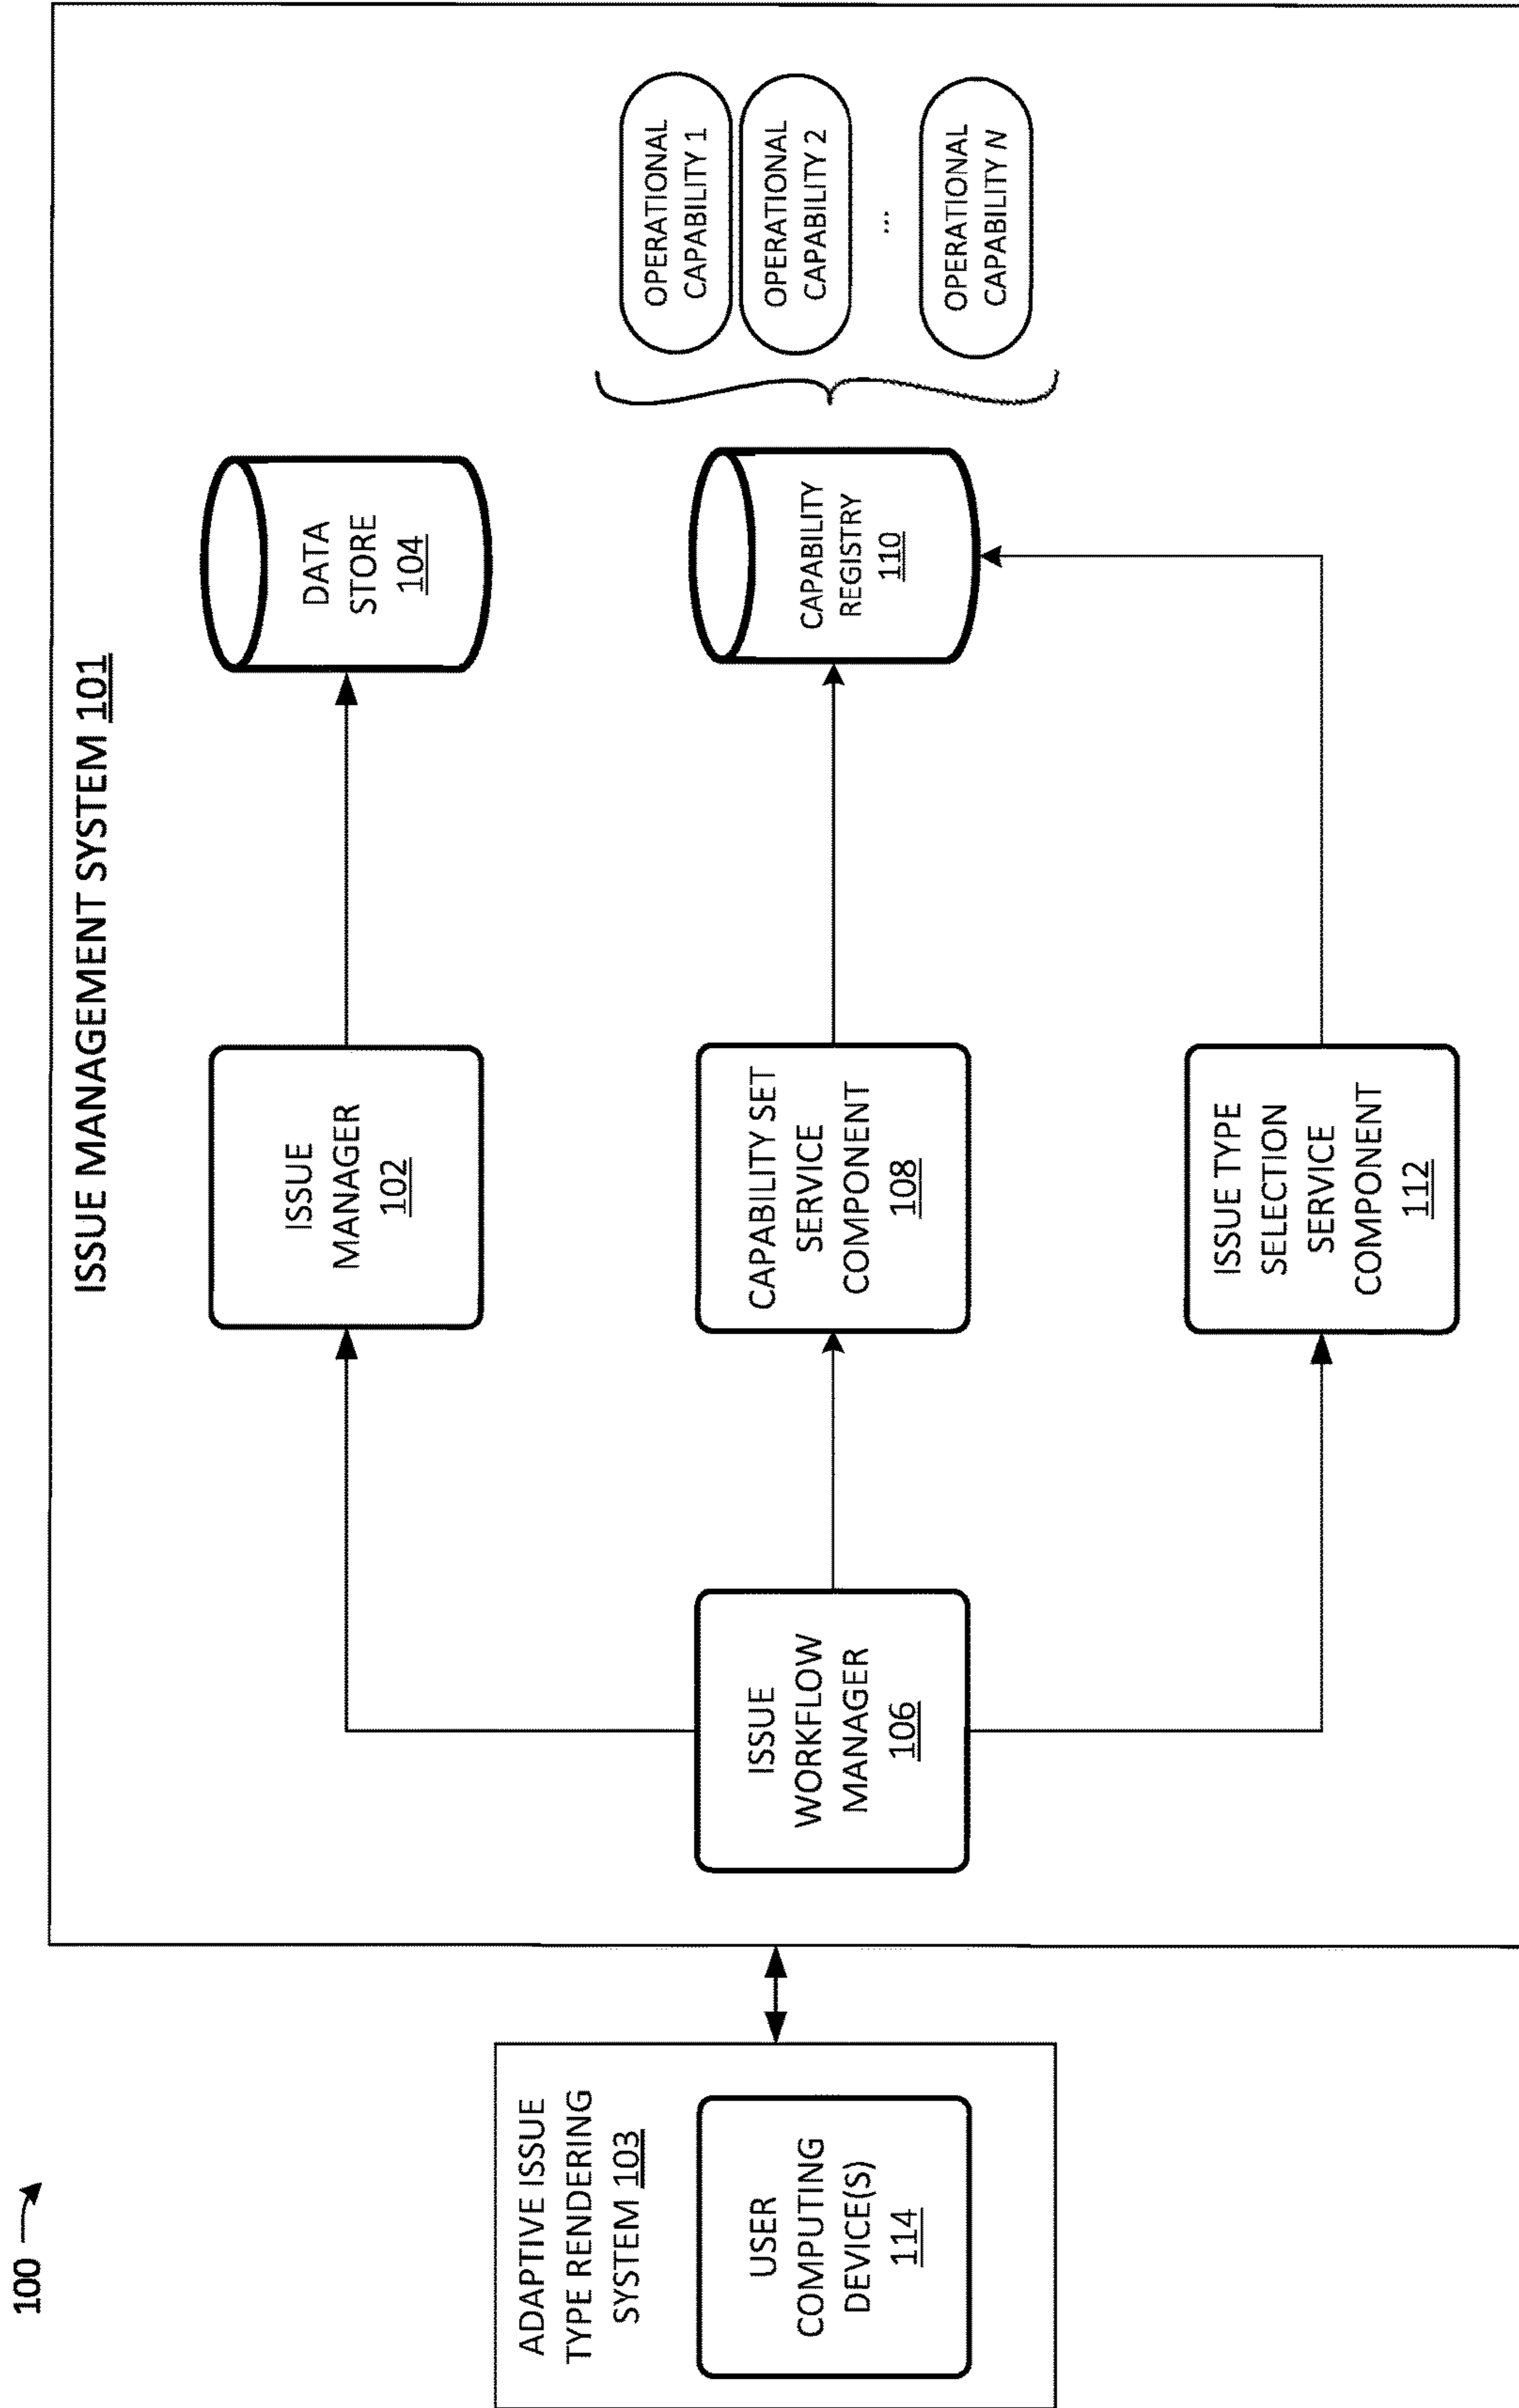 100
ISSUE MANAGEMENT SYSTEM 101
ADAPTIVE ISSUE
TYPE RENDERING
SYSTEM 103
USER
COMPUTING
DEVICE(S)
114
ISSUE
WORKFLOW
MANAGER
106
ISSUE
MANAGER
102
DATA
STORE
104
CAPABILITY SET
SERVICE
COMPONENT
108
CAPABILITY
REGISTRY
110
ISSUE TYPE
SELECTION
SERVICE
COMPONENT
112
OPERATIONAL
CAPABILITY 1
OPERATIONAL
CAPABILITY 2
...
OPERATIONAL
CAPABILITY N